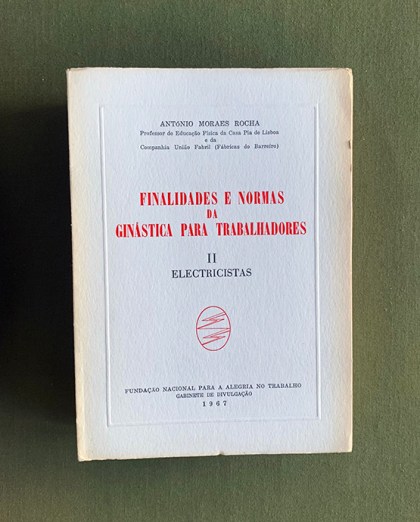 ANTÓNIO MORAES ROCHA
Professor de Educação Física da Casa Pia de Lisboa
e da
Companhia União Fabril (Fábricas do Barreiro)
FINALIDADES E NORMAS
DA
GINÁSTICA PARA TRABALHADORES
II
ELECTRICISTAS
FUNDAÇÃO NACIONAL PARA A ALEGRIA NO TRABALHO
GABINETE DE DIVULGAÇÃO
1967